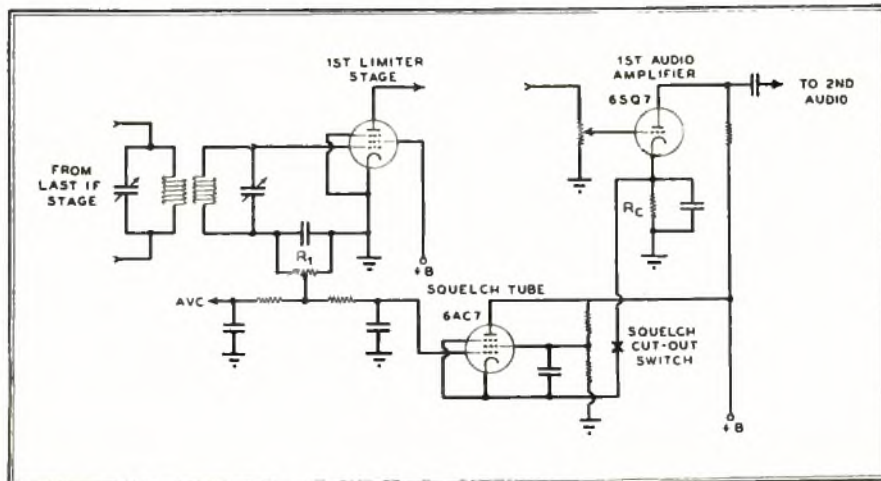 1ST LIMITER
STAGE
1ST AUDIO
AMPLIFIER
6SQ7
TO 2ND
AUDIO
FROM
LAST IF
STAGE
RC
R1
+B
AVC
SQUELCH TUBE
6AC7
SQUELCH
CUT-OUT
SWITCH
+B